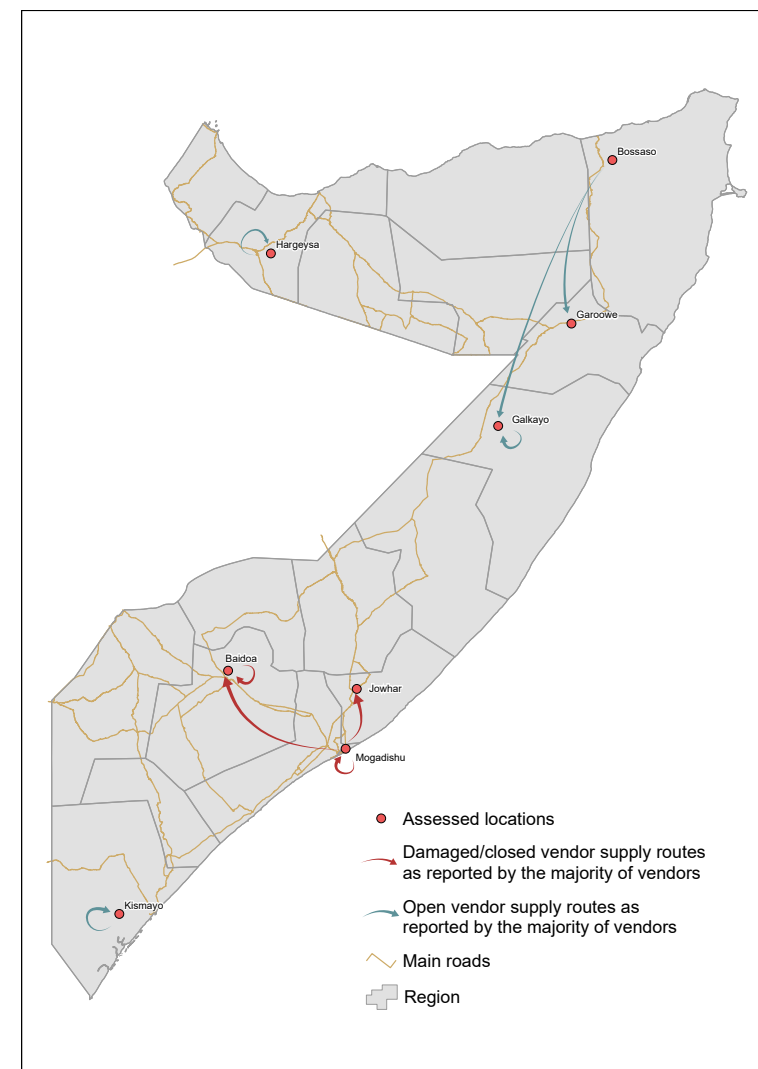 Bossaso
Hargeysa
Garoowe
Galkayo
Baidoa
Jowhar
Mogadishu
Kismayo
Assessed locations
Damaged/closed vendor supply routes
as reported by the majority of vendors
Open vendor supply routes as
reported by the majority of vendors
Main roads
Region